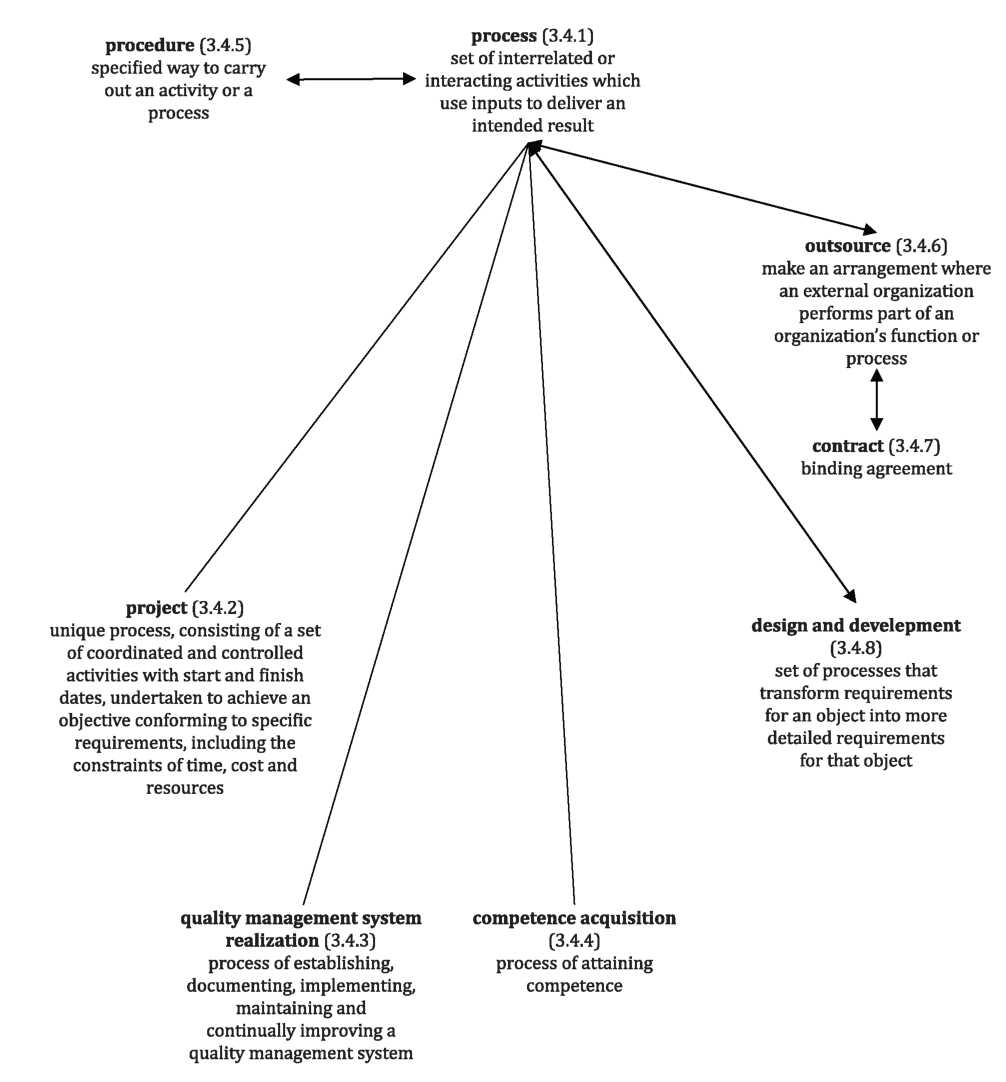 procedure (3.4.5)
specified way to carry
out an activity or a
process
process (3.4.1)
set of interrelated or
interacting activities which
use inputs to deliver an
intended result
outsource (3.4.6)
make an arrangement where
an external organization
performs part of an
organization's function or
process
contract (3.4.7)
binding agreement
project (3.4.2)
unique process, consisting of a set
of coordinated and controlled
activities with start and finish
dates, undertaken to achieve an
objective conforming to specific
requirements, including the
constraints of time, cost and
resources
design and develepment
(3.4.8)
set of processes that
transform requirements
for an object into more
detailed requirements
for that object
quality management system
realization (3.4.3)
process of establishing,
documenting, implementing,
maintaining and
continually improving a
quality management system
competence acquisition
(3.4.4)
process of attaining
competence